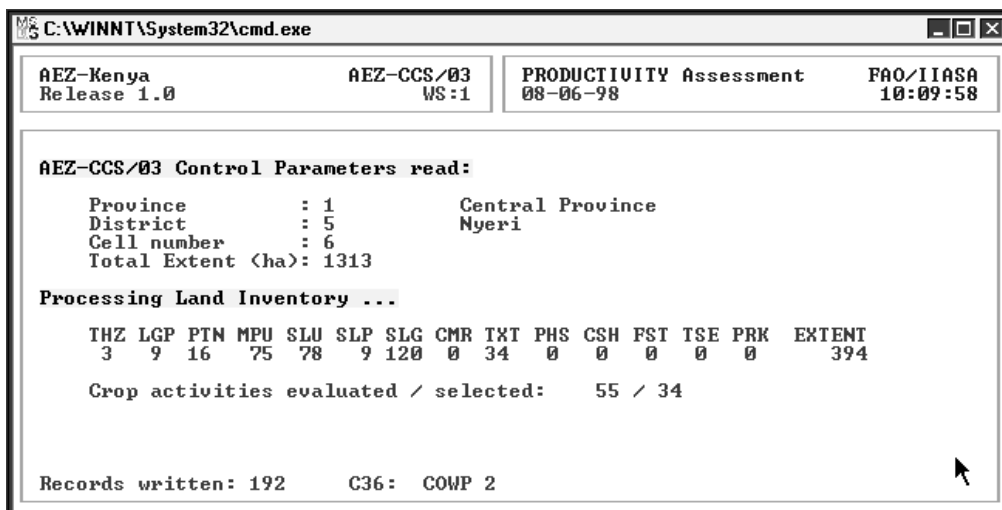 C:\WINNT\System32\cmd.exe
AEZ-Kenya AEZ-CCS/03 PRODUCTIVITY Assessment FAO/IIASA
Release 1.0 WS:1 08-06-98 10:09:58
AEZ-CCS/03 Control Parameters read:
Province : 1 Central Province
District : 5 Nyeri
Cell number : 6
Total Extent (ha): 1313
Processing Land Inventory ...
THZ LGP PTN MPU SLU SLP SLG CMR TXT PHS CSH FST TSE PRK EXTENT
3 9 16 75 78 9 120 0 34 0 0 0 0 0 394
Crop activities evaluated / selected: 55 / 34
Records written: 192 C36: COWP 2